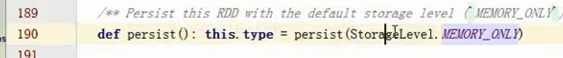 189 /** Persist this RDD with the default storage level (`MEMORY_ONLY`
190 def persist(): this.type = persist(StorageLevel.MEMORY_ONLY)
191